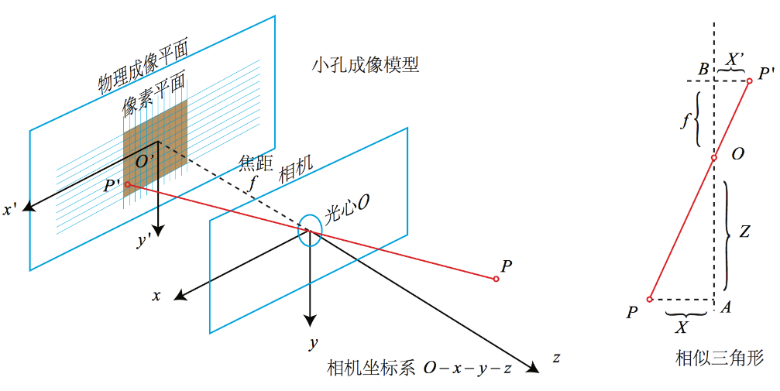 物理成像平面
像素平面
小孔成像模型
O'
P'
x'
y'
焦距
f
相机
光心O
x
y
z
P
相机坐标系 O-x-y-z
B
X'
P'
f
O
Z
P
X
A
相似三角形